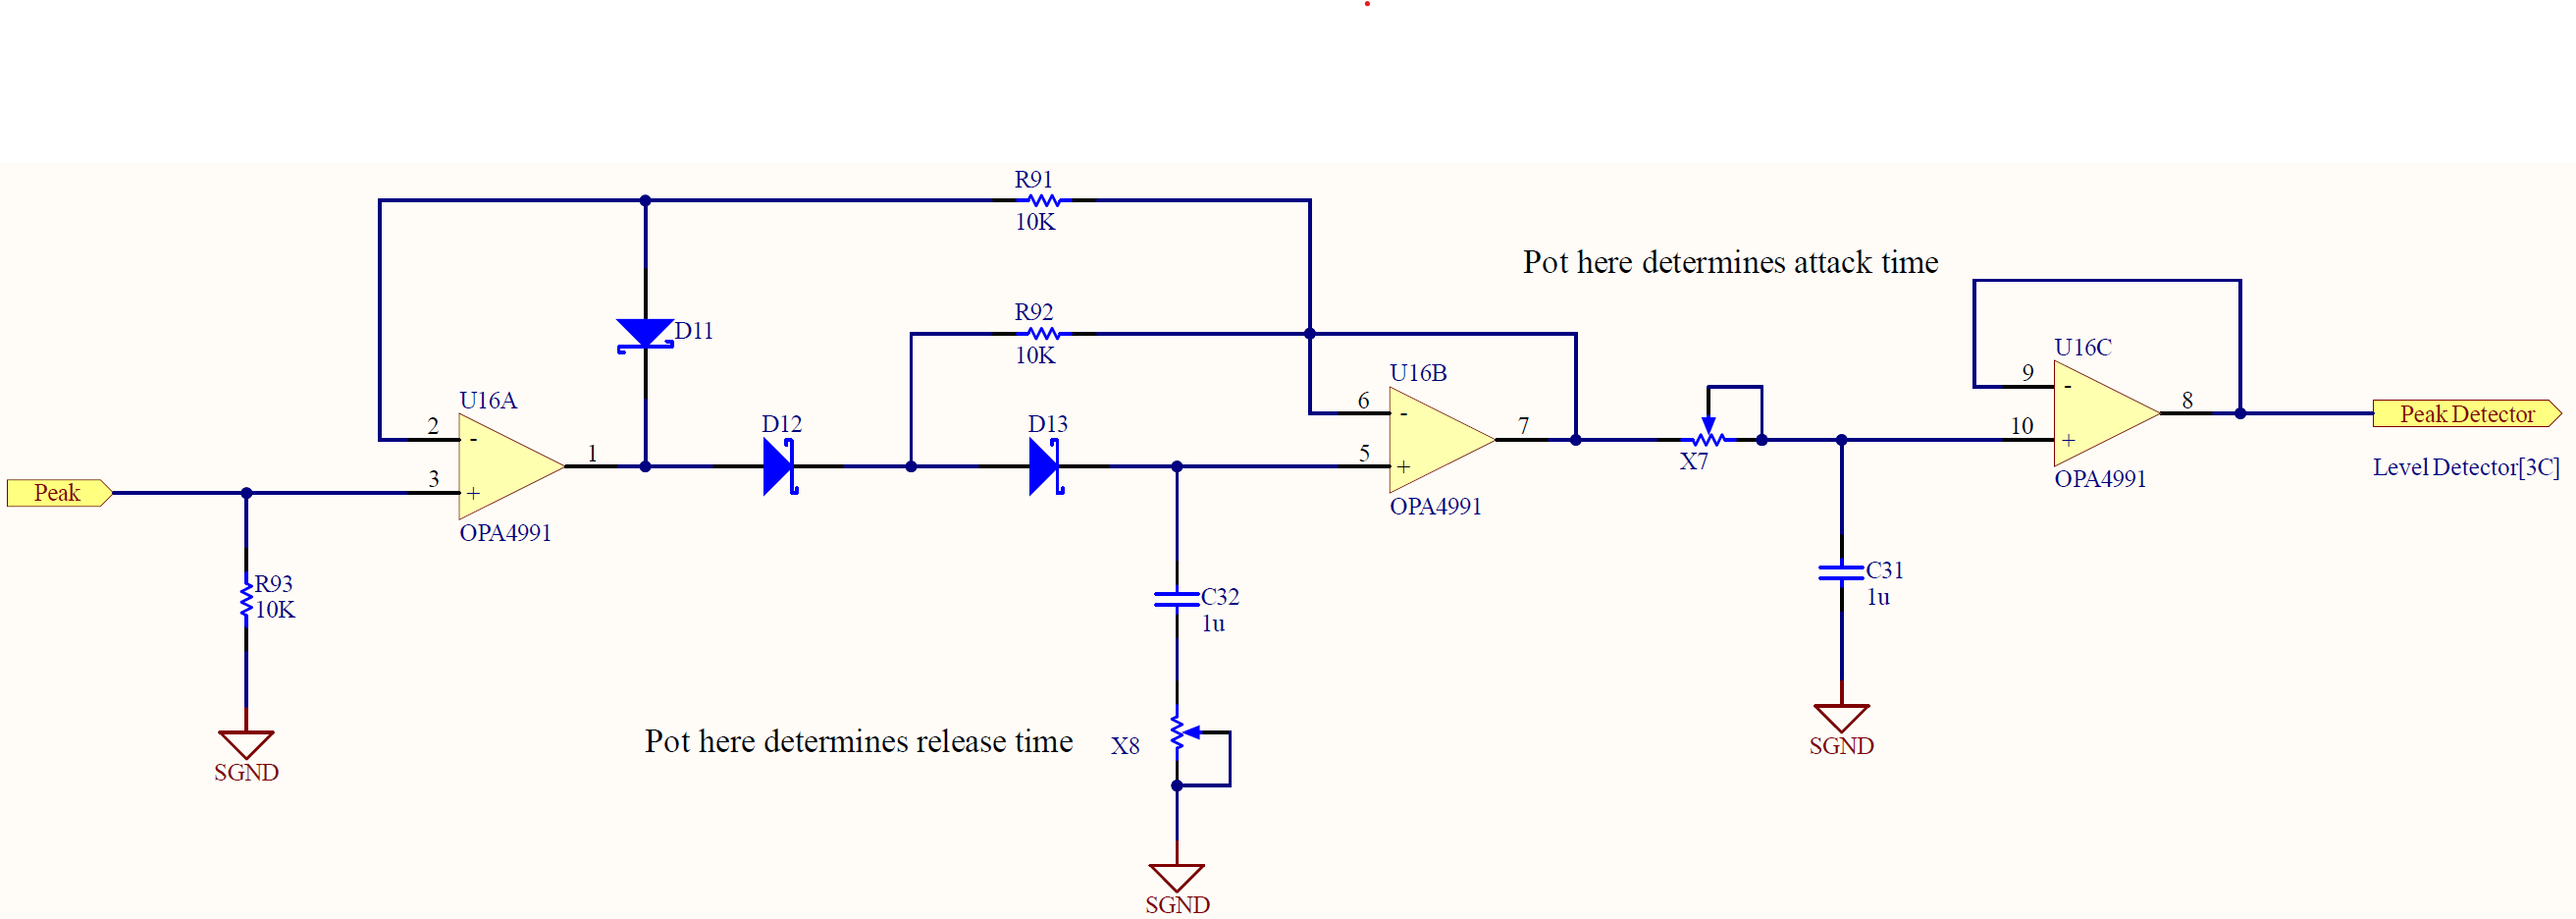 R91
10K
Pot here determines attack time
R92
10K
D11
U16C
9
-
8
10
+
OPA4991
Peak Detector
Level Detector[3C]
U16B
6
-
7
5
+
OPA4991
X7
U16A
2
-
1
3
+
OPA4991
D12
D13
Peak
R93
10K
SGND
C32
1u
C31
1u
Pot here determines release time
X8
SGND
SGND